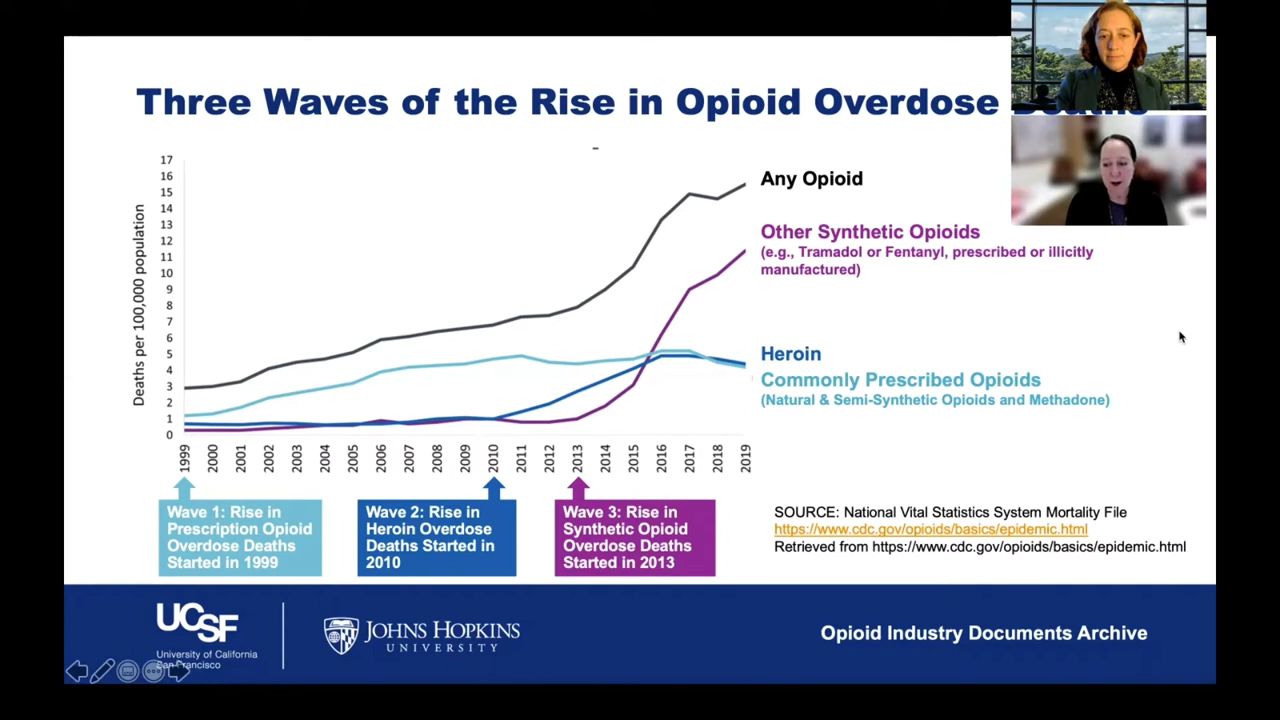 Three Waves of the Rise in Opioid Overdose Deaths
17
16
15
14
13
12
11
10
9
8
7
6
5
4
3
2
1
0
Deaths per 100,000 population
1999 2000 2001 2002 2003 2004 2005 2006 2007 2008 2009 2010 2011 2012 2013 2014 2015 2016 2017 2018 2019
Any Opioid
Other Synthetic Opioids
(e.g., Tramadol or Fentanyl, prescribed or illicitly
manufactured)
Heroin
Commonly Prescribed Opioids
(Natural & Semi-Synthetic Opioids and Methadone)
Wave 1: Rise in
Prescription Opioid
Overdose Deaths
Started in 1999
Wave 2: Rise in
Heroin Overdose
Deaths Started in
2010
Wave 3: Rise in
Synthetic Opioid
Overdose Deaths
Started in 2013
SOURCE: National Vital Statistics System Mortality File
https://www.cdc.gov/opioids/basics/epidemic.html
Retrieved from https://www.cdc.gov/opioids/basics/epidemic.html
UCSF
University of California
San Francisco
JOHNS HOPKINS
UNIVERSITY
Opioid Industry Documents Archive